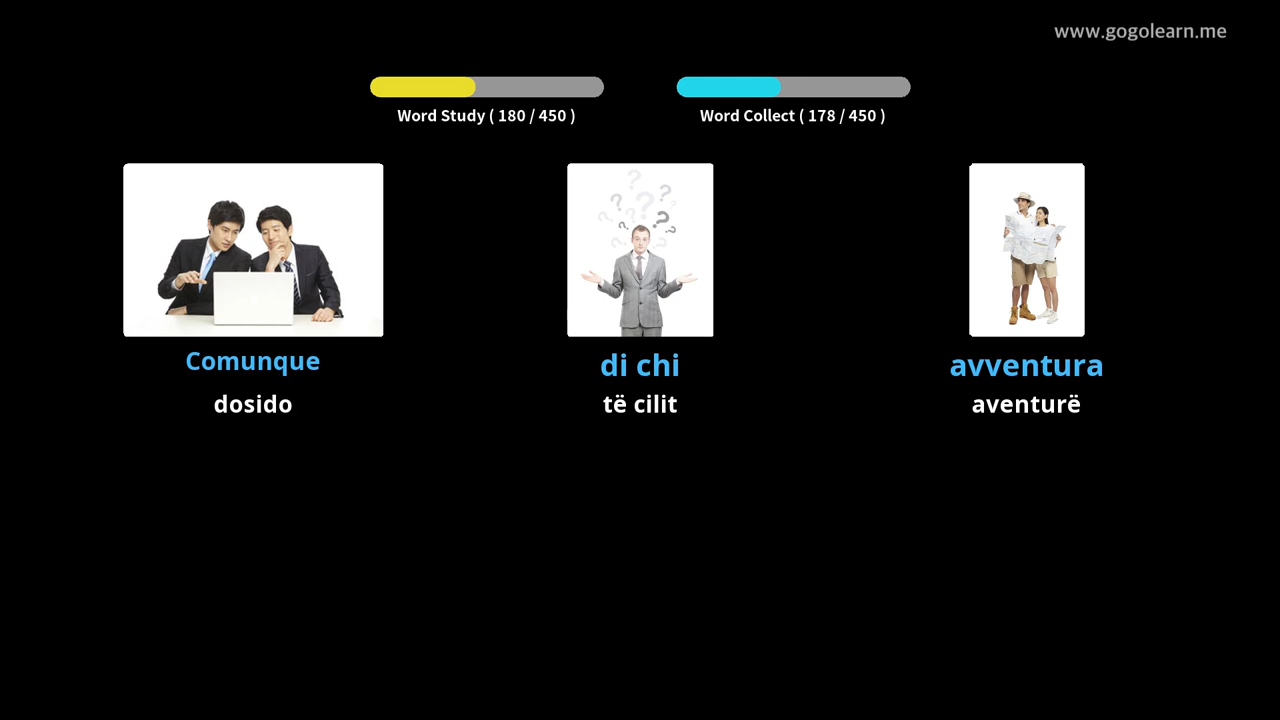 www.gogolearn.me
Word Study ( 180 / 450 )
Word Collect ( 178 / 450 )
Comunque
dosido
di chi
të cilit
avventura
aventurë